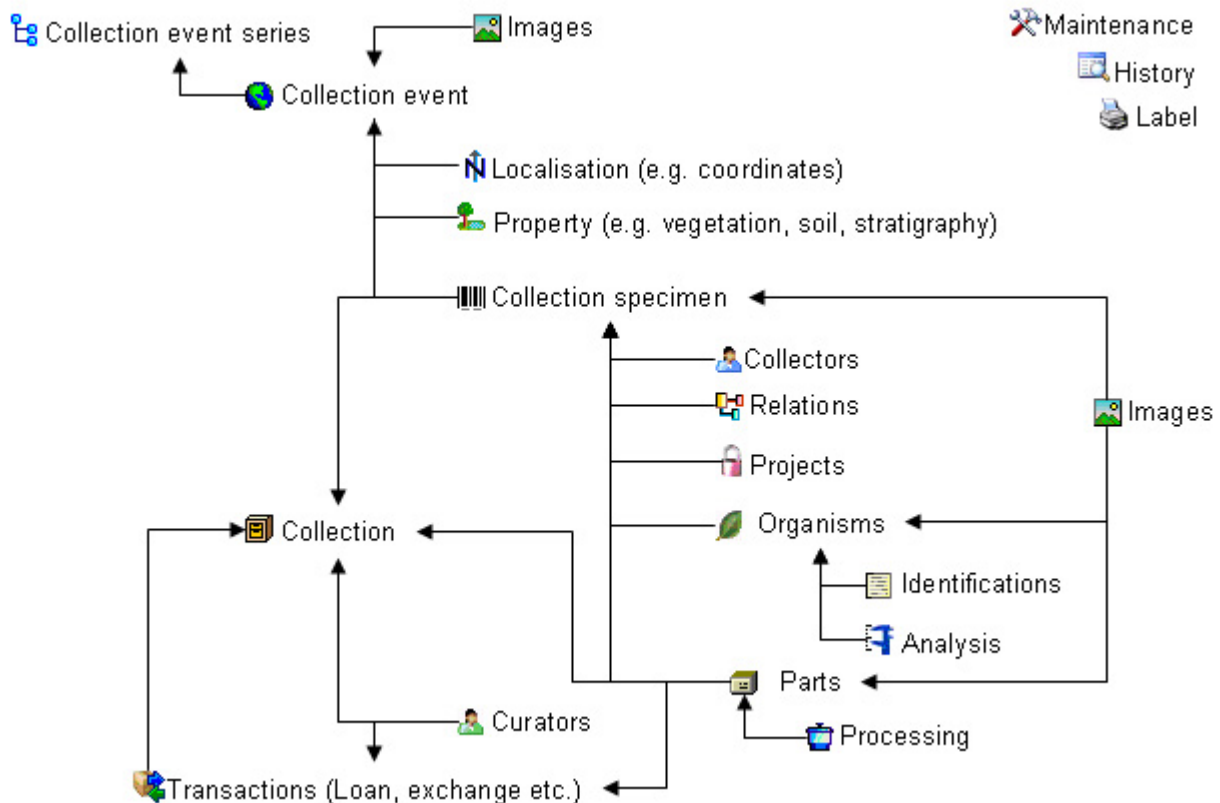 Collection event series
Images
Maintenance
History
Collection event
Label
Localisation (e.g. coordinates)
Property (e.g. vegetation, soil, stratigraphy)
Collection specimen
Collectors
Relations
Images
Projects
Organisms
Collection
Identifications
Analysis
Parts
Curators
Processing
Transactions (Loan, exchange etc.)